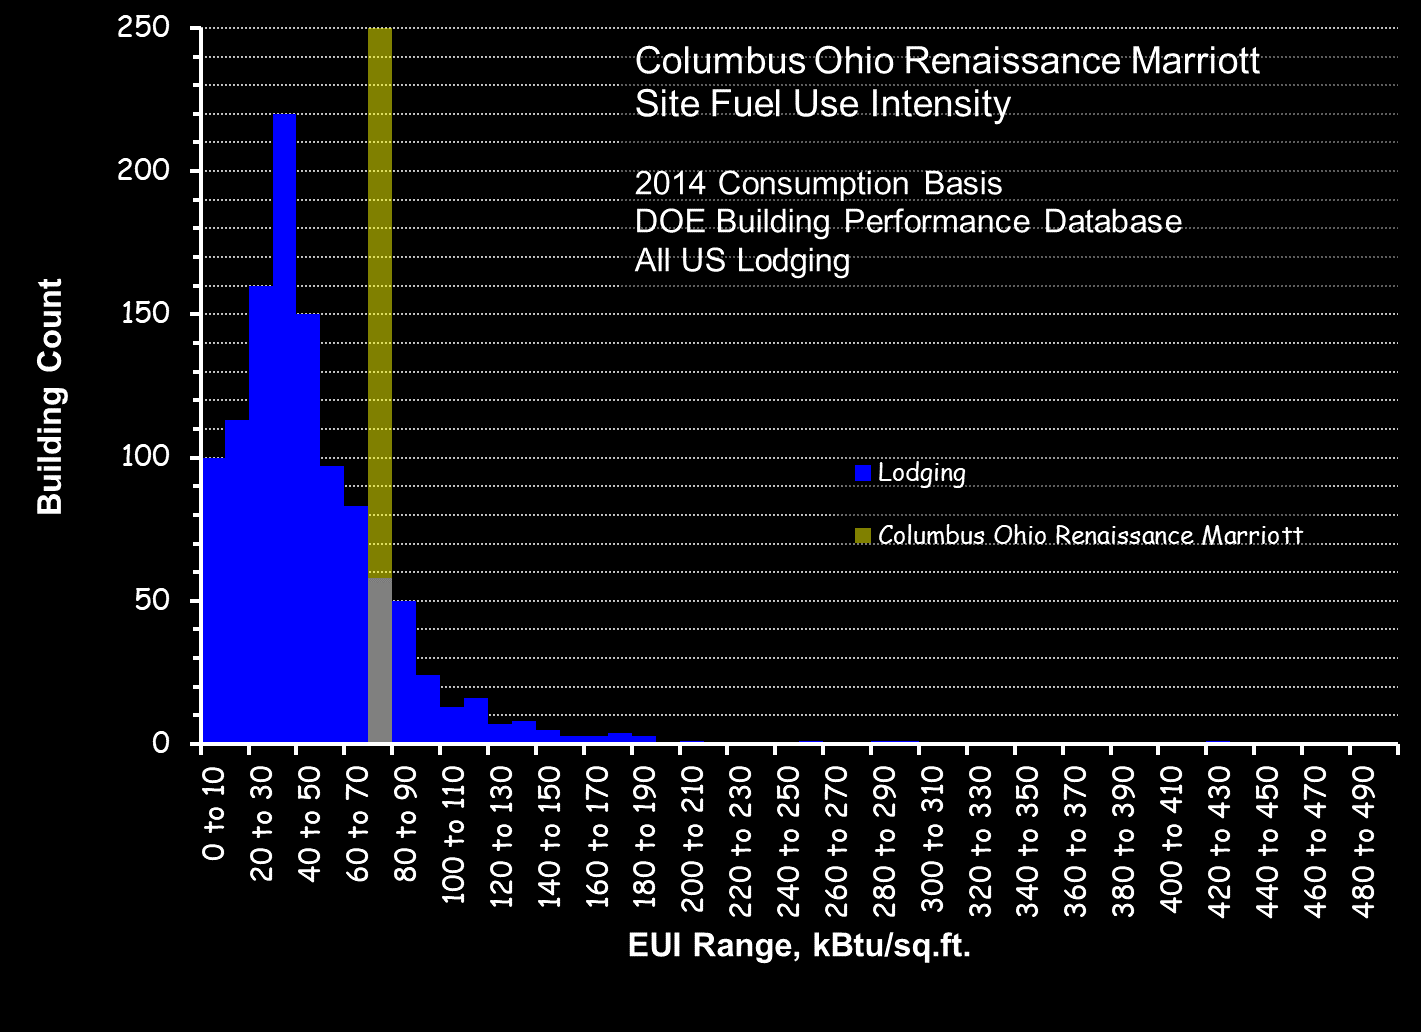 Columbus Ohio Renaissance Marriott
Site Fuel Use Intensity
2014 Consumption Basis
DOE Building Performance Database
All US Lodging
Building Count
250
200
150
100
50
0
Lodging
Columbus Ohio Renaissance Marriott
0 to 10
20 to 30
40 to 50
60 to 70
80 to 90
100 to 110
120 to 130
140 to 150
160 to 170
180 to 190
200 to 210
220 to 230
240 to 250
260 to 270
280 to 290
300 to 310
320 to 330
340 to 350
360 to 370
380 to 390
400 to 410
420 to 430
440 to 450
460 to 470
480 to 490
EUI Range, kBtu/sq.ft.